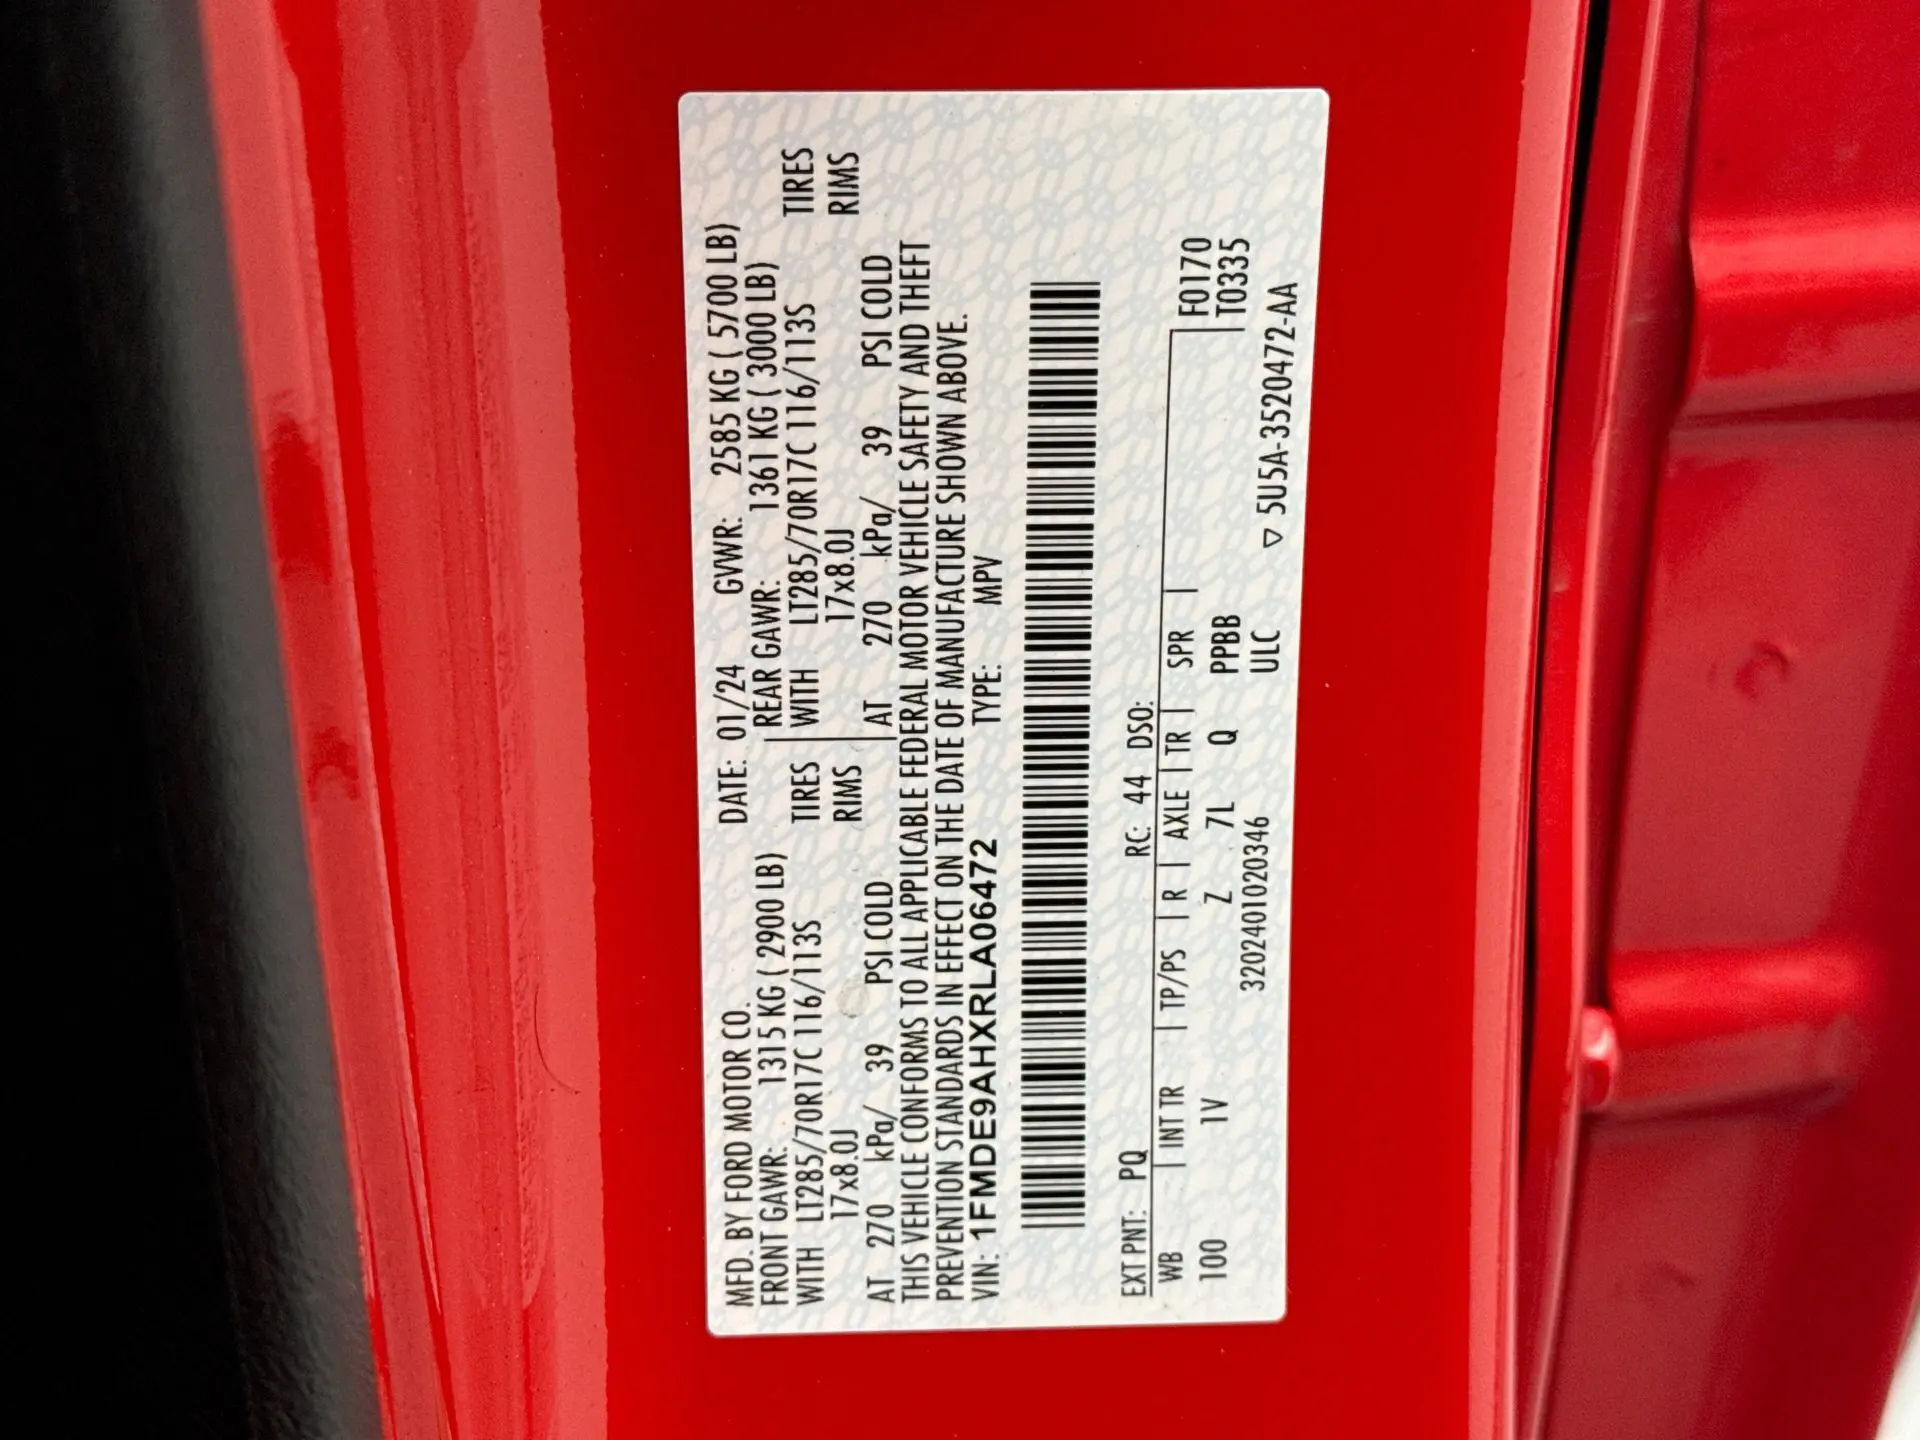 MFD. BY FORD MOTOR CO. DATE: 01/24 GVWR: 2585 KG ( 5700 LB)
FRONT GAWR: 1315 KG ( 2900 LB) REAR GAWR: 1361 KG ( 3000 LB)
WITH LT285/70R17C 116/113S TIRES WITH LT285/70R17C 116/113S TIRES
17x8.0J RIMS 17x8.0J RIMS
AT 270 kPa/ 39 PSI COLD AT 270 kPa/ 39 PSI COLD
THIS VEHICLE CONFORMS TO ALL APPLICABLE FEDERAL MOTOR VEHICLE SAFETY AND THEFT
PREVENTION STANDARDS IN EFFECT ON THE DATE OF MANUFACTURE SHOWN ABOVE.
VIN: 1FMDE9AHXRLA06472 TYPE: MPV
EXT PNT: PQ RC: 44 DSO:
WB | INT TR | TP/PS | R | AXLE | TR | SPR | F0170
100 1V Z 7L Q PPBB T0335
3202401020346 ULC
▽ 5U5A-3520472-AA